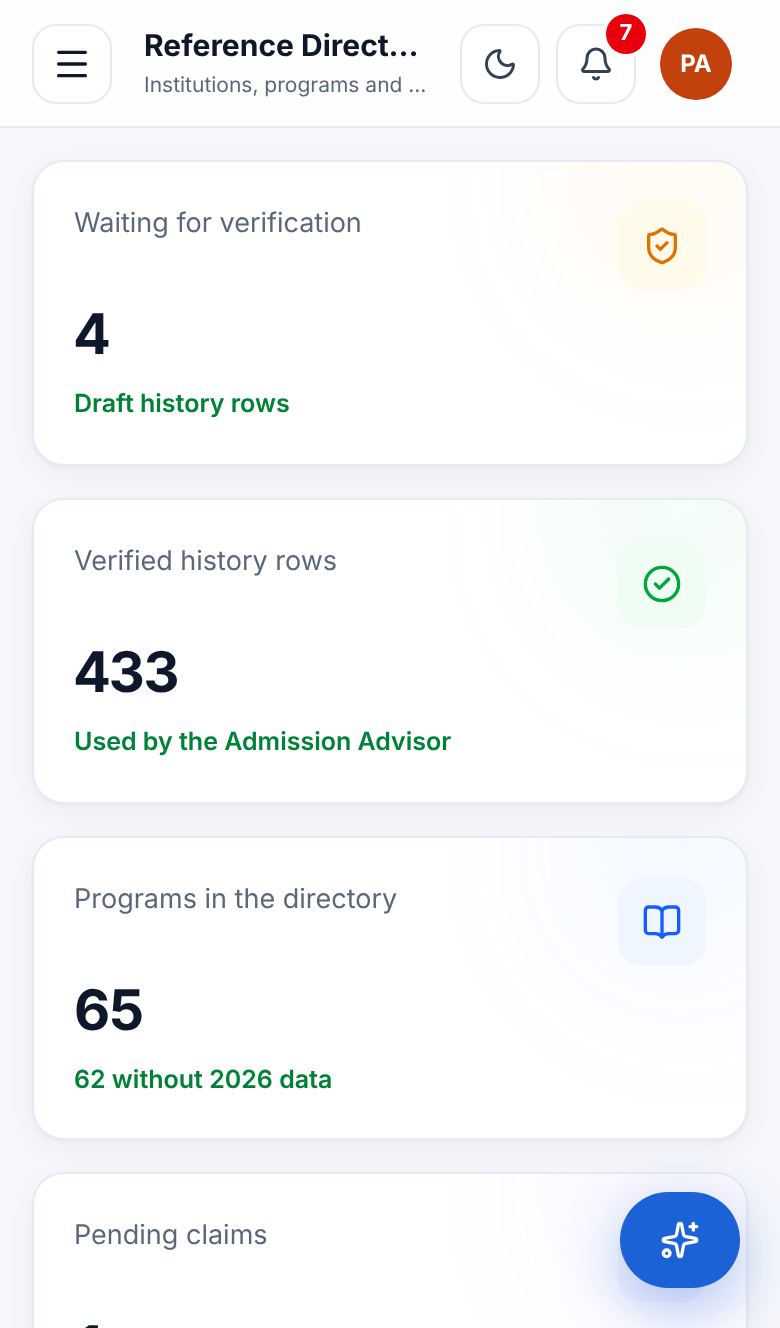 Reference Direct...
Institutions, programs and ...
7
PA
Waiting for verification
4
Draft history rows
Verified history rows
433
Used by the Admission Advisor
Programs in the directory
65
62 without 2026 data
Pending claims